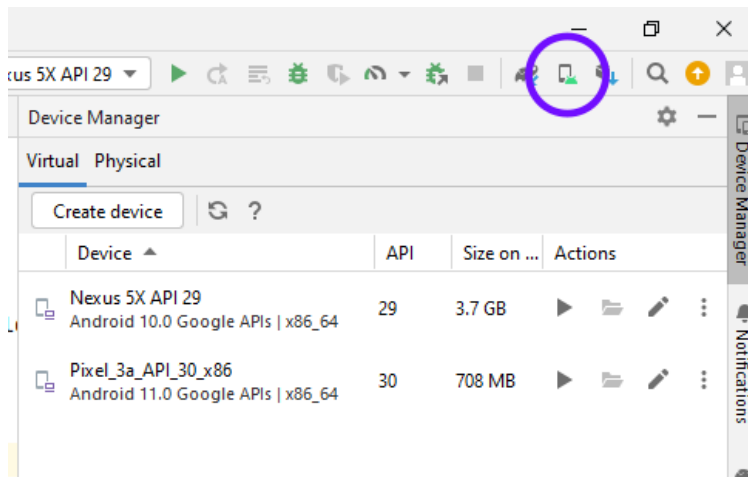 us 5X API 29
Device Manager
Virtual Physical
Create device
?
Device API Size on ... Actions
Nexus 5X API 29
Android 10.0 Google APIs | x86_64
29 3.7 GB
Pixel_3a_API_30_x86
Android 11.0 Google APIs | x86_64
30 708 MB
Device Manager
Notifications